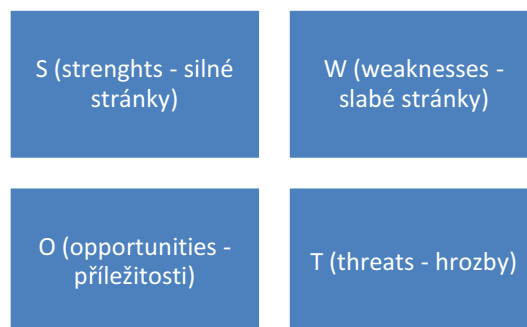 S (strenghts - silné
stránky)
W (weaknesses -
slabé stránky)
O (opportunities -
příležitosti)
T (threats - hrozby)